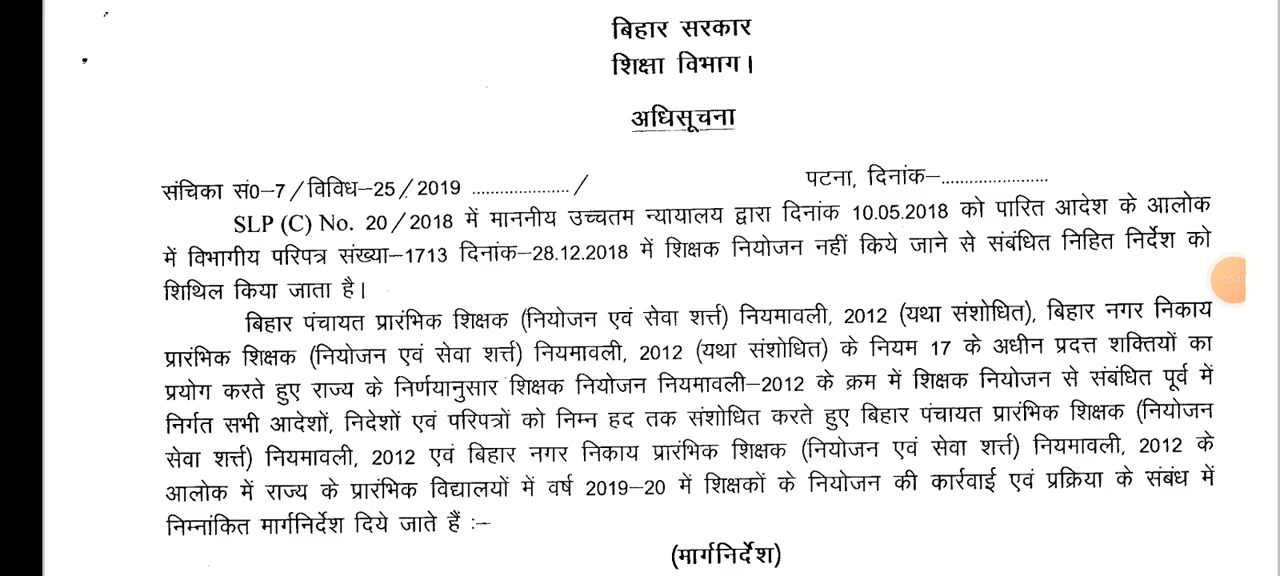 बिहार सरकार
शिक्षा विभाग।
अधिसूचना
संचिका सं0–7 / विविध–25 / 2019 ..................... /
पटना, दिनांक–.......................
SLP (C) No. 20 / 2018 में माननीय उच्चतम न्यायालय द्वारा दिनांक 10.05.2018 को पारित आदेश के आलोक
में विभागीय परिपत्र संख्या–1713 दिनांक–28.12.2018 में शिक्षक नियोजन नहीं किये जाने से संबंधित निहित निर्देश को
शिथिल किया जाता है।
00:4
बिहार पंचायत प्रारंभिक शिक्षक (नियोजन एवं सेवा शर्त्त) नियमावली, 2012 (यथा संशोधित), बिहार नगर निकाय
प्रारंभिक शिक्षक (नियोजन एवं सेवा शर्त्त) नियमावली, 2012 (यथा संशोधित) के नियम 17 के अधीन प्रदत्त शक्तियों का
प्रयोग करते हुए राज्य के निर्णयानुसार शिक्षक नियोजन नियमावली–2012 के क्रम में शिक्षक नियोजन से संबंधित पूर्व में
निर्गत सभी आदेशों, निदेशों एवं परिपत्रों को निम्न हद तक संशोधित करते हुए बिहार पंचायत प्रारंभिक शिक्षक (नियोजन
सेवा शर्त्त) नियमावली, 2012 एवं बिहार नगर निकाय प्रारंभिक शिक्षक (नियोजन एवं सेवा शर्त्त) नियमावली, 2012 के
आलोक में राज्य के प्रारंभिक विद्यालयों में वर्ष 2019–20 में शिक्षकों के नियोजन की कार्रवाई एवं प्रक्रिया के संबंध में
निम्नांकित मार्गनिर्देश दिये जाते हैं :–
(मार्गनिर्देश)